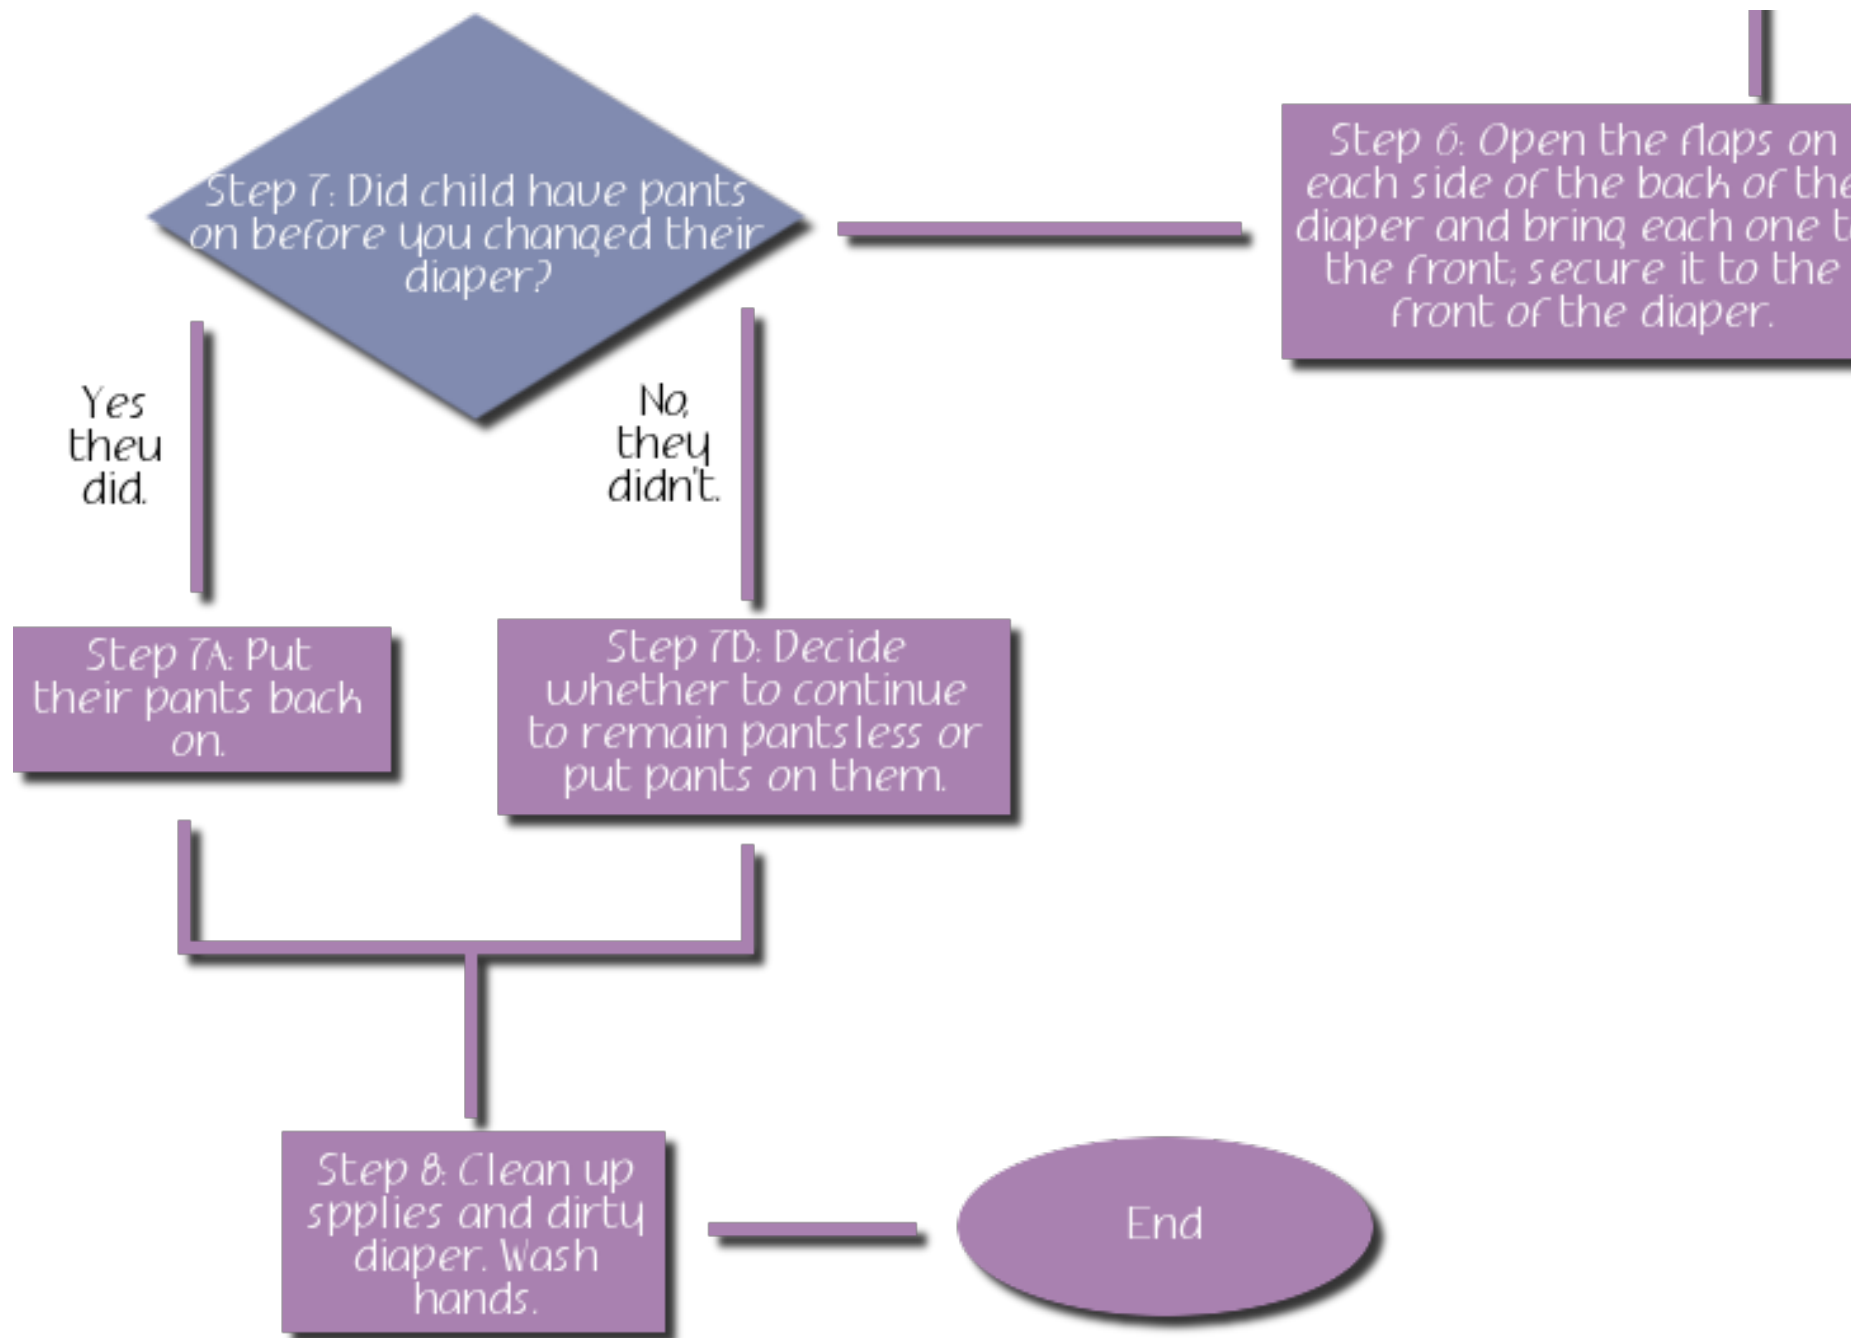 Step 7: Did child have pants
on before you changed their
diaper?
Step 6: Open the flaps on
each side of the back of the
diaper and bring each one to
the front; secure it to the
front of the diaper.
Yes
they
did.
No,
they
didn't.
Step 7A: Put
their pants back
on.
Step 7B: Decide
whether to continue
to remain pantsless or
put pants on them.
Step 8: Clean up
spplies and dirty
diaper. Wash
hands.
End